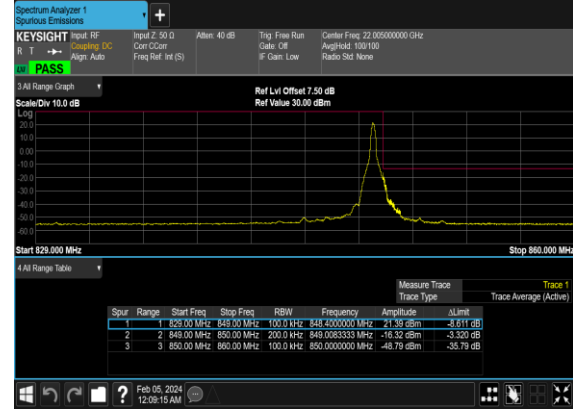 Spectrum Analyzer 1
Spurious Emissions
KEYSIGHT Input: RF Input Z: 50 Ω Atten: 40 dB Trig: Free Run Center Freq: 22.005000000 GHz
R T Coupling: DC Corr CCorr Gate: Off Avg|Hold: 100/100
Align: Auto Freq Ref: Int (S) IF Gain: Low Radio Std: None
LXI PASS
3 All Range Graph
Ref Lvl Offset 7.50 dB
Scale/Div 10.0 dB Ref Value 30.00 dBm
Log
20.0
10.0
0.00
-10.0
-20.0
-30.0
-40.0
-50.0
-60.0
Start 829.000 MHz Stop 860.000 MHz
4 All Range Table
Measure Trace Trace 1
Trace Type Trace Average (Active)
Spur Range Start Freq Stop Freq RBW Frequency Amplitude ΔLimit
1 1 829.00 MHz 849.00 MHz 100.0 kHz 848.4000000 MHz 21.39 dBm -8.611 dB
2 2 849.00 MHz 850.00 MHz 200.0 kHz 849.0083333 MHz -16.32 dBm -3.320 dB
3 3 850.00 MHz 860.00 MHz 100.0 kHz 850.0000000 MHz -48.79 dBm -35.79 dB
? Feb 05, 2024
12:09:15 AM